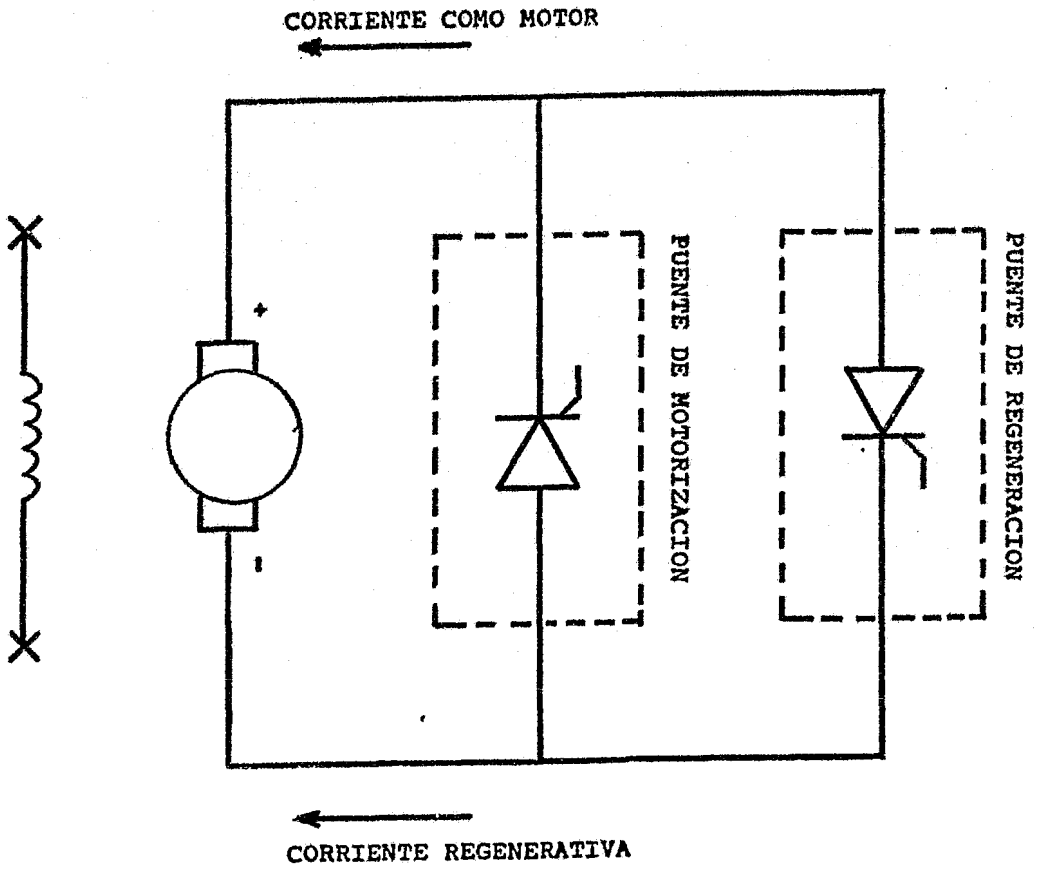 CORRIENTE COMO MOTOR
+
-
PUENTE DE MOTORIZACION
PUENTE DE REGENERACION
CORRIENTE REGENERATIVA